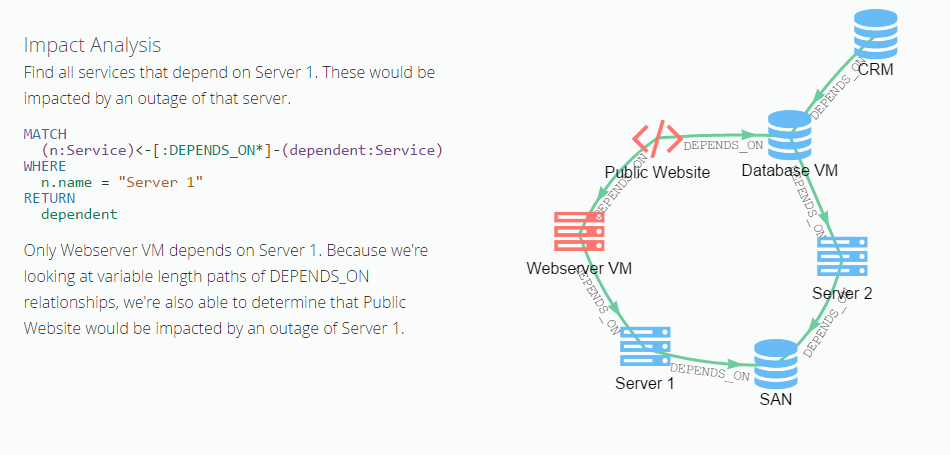 Impact Analysis
Find all services that depend on Server 1. These would be
impacted by an outage of that server.
MATCH
(n:Service)<-[:DEPENDS_ON*]-(dependent:Service)
WHERE
n.name = "Server 1"
RETURN
dependent
Only Webserver VM depends on Server 1. Because we're
looking at variable length paths of DEPENDS_ON
relationships, we're also able to determine that Public
Website would be impacted by an outage of Server 1.
CRM
DEPENDS_ON
DEPENDS_ON
Public Website
Database VM
DEPENDS_ON
DEPENDS_ON
Webserver VM
DEPENDS_ON
Server 2
DEPENDS_ON
Server 1
DEPENDS_ON
SAN